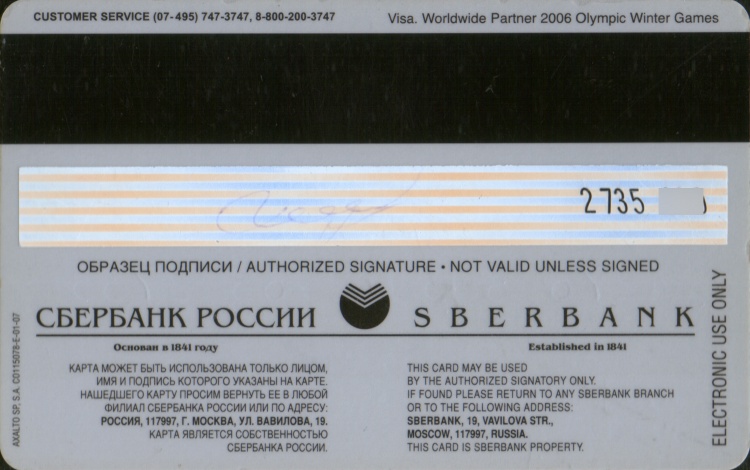 CUSTOMER SERVICE (07-495) 747-3747, 8-800-200-3747
Visa. Worldwide Partner 2006 Olympic Winter Games
2735
ОБРАЗЕЦ ПОДПИСИ / AUTHORIZED SIGNATURE • NOT VALID UNLESS SIGNED
СБЕРБАНК РОССИИ
SBERBANK
Основан в 1841 году
Established in 1841
КАРТА МОЖЕТ БЫТЬ ИСПОЛЬЗОВАНА ТОЛЬКО ЛИЦОМ,
ИМЯ И ПОДПИСЬ КОТОРОГО УКАЗАНЫ НА КАРТЕ.
НАШЕДШЕГО КАРТУ ПРОСИМ ВЕРНУТЬ ЕЕ В ЛЮБОЙ
ФИЛИАЛ СБЕРБАНКА РОССИИ ИЛИ ПО АДРЕСУ:
РОССИЯ, 117997, Г. МОСКВА, УЛ. ВАВИЛОВА, 19.
КАРТА ЯВЛЯЕТСЯ СОБСТВЕННОСТЬЮ
СБЕРБАНКА РОССИИ.
THIS CARD MAY BE USED
BY THE AUTHORIZED SIGNATORY ONLY.
IF FOUND PLEASE RETURN TO ANY SBERBANK BRANCH
OR TO THE FOLLOWING ADDRESS:
SBERBANK, 19, VAVILOVA STR.,
MOSCOW, 117997, RUSSIA.
THIS CARD IS SBERBANK PROPERTY.
ELECTRONIC USE ONLY
AXALTO SP, S.A. C0115078-E-01-07